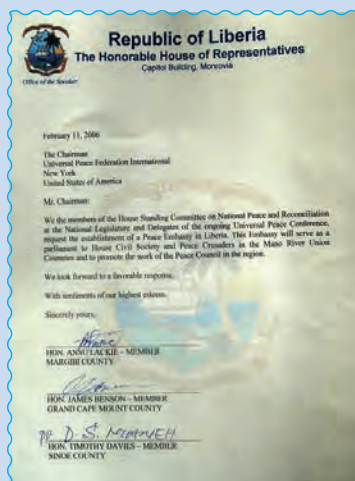 Republic of Liberia
The Honorable House of Representatives
Capitol Building, Monrovia
Office of the Speaker
February 11, 2006
The Chairman
Universal Peace Federation International
New York
United States of America
Mr. Chairman:
We the members of the House Standing Committee on National Peace and Reconciliation
at the National Legislature and Delegates of the ongoing Universal Peace Conference,
request the establishment of a Peace Embassy in Liberia. This Embassy will serve as a
parliament to House Civil Society and Peace Crusaders in the Mano River Union
Countries and to promote the work of the Peace Council in the region.
We look forward to a favorable response.
With sentiments of our highest esteem.
Sincerely yours,
HON. ANSU LACKIE – MEMBER
MARGIBI COUNTY
HON. JAMES BENSON – MEMBER
GRAND CAPE MOUNT COUNTY
pp D. S.
HON. TIMOTHY DAVIES – MEMBER
SINOE COUNTY